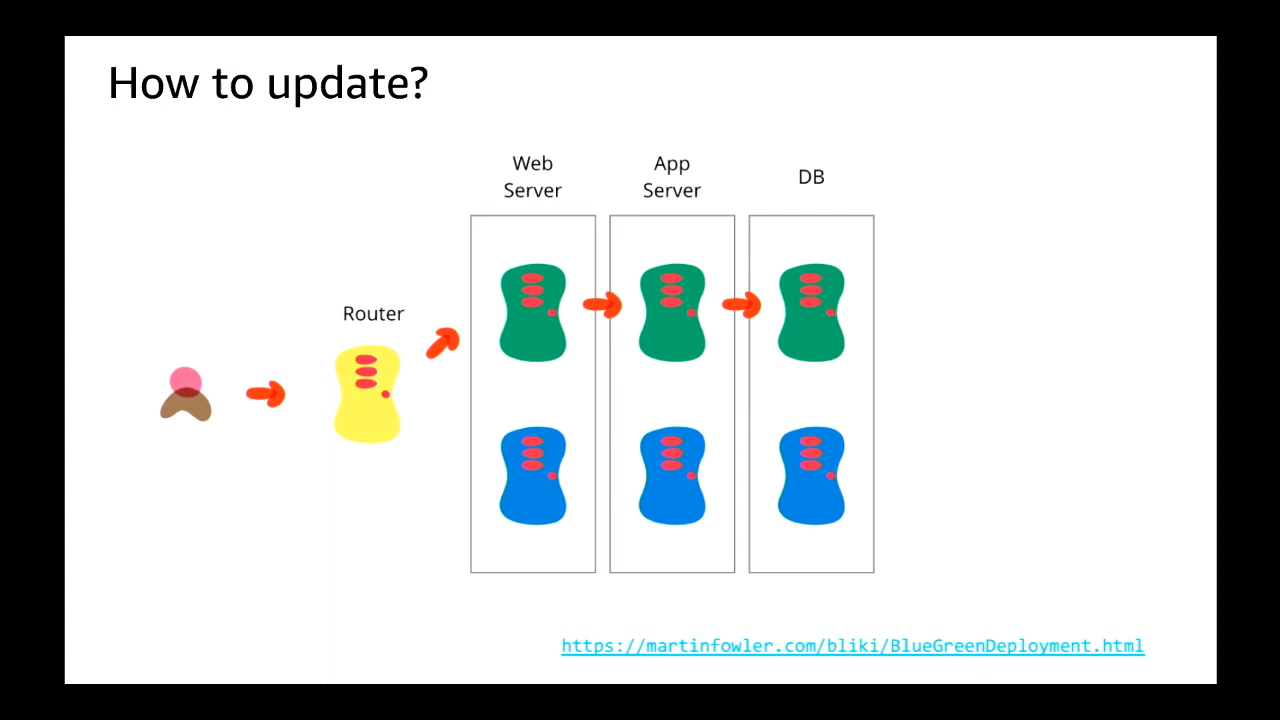 How to update?
Web
Server
App
Server
DB
Router
https://martinfowler.com/bliki/BlueGreenDeployment.html